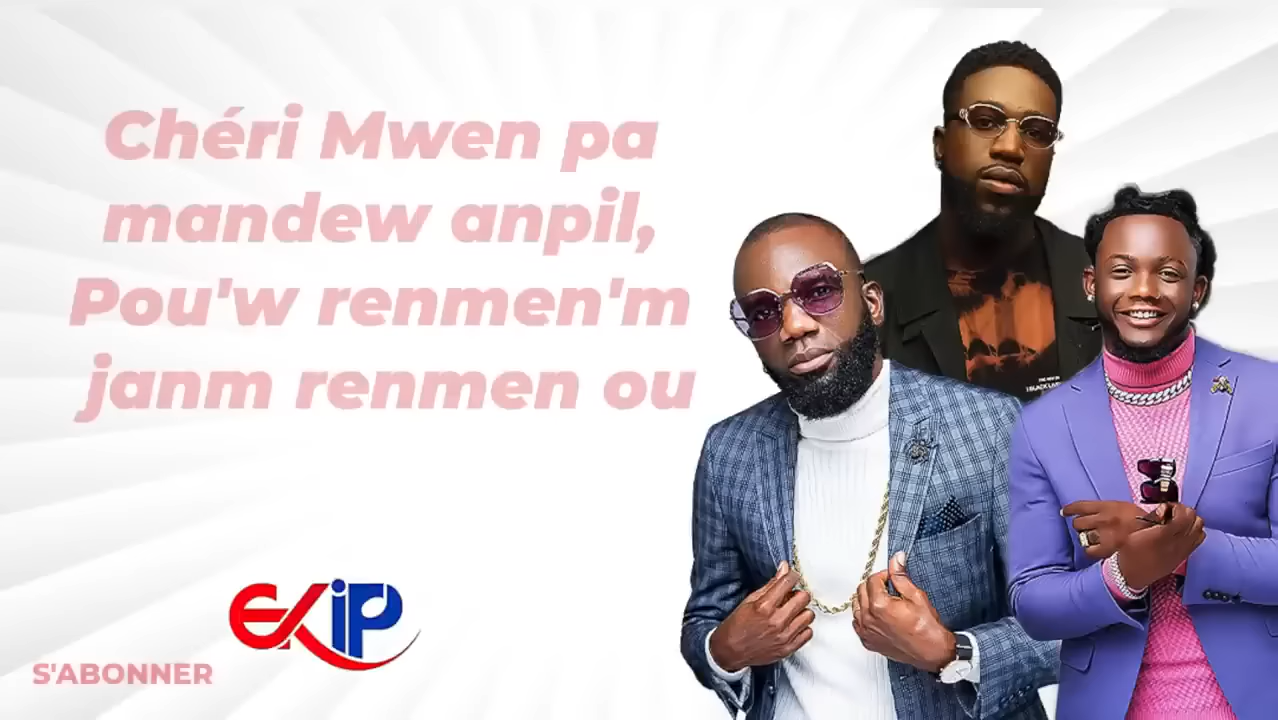 Chéri Mwen pa
mandew anpil,
Pou'w renmen'm
janm renmen ou
EKIP
S'ABONNER